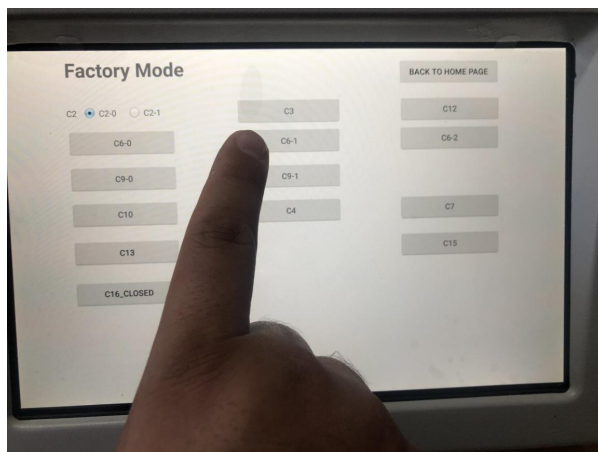 Factory Mode
BACK TO HOME PAGE
C2 C2-0 C2-1
C3
C12
C6-0
C6-1
C6-2
C9-0
C9-1
C10
C4
C7
C13
C15
C16_CLOSED